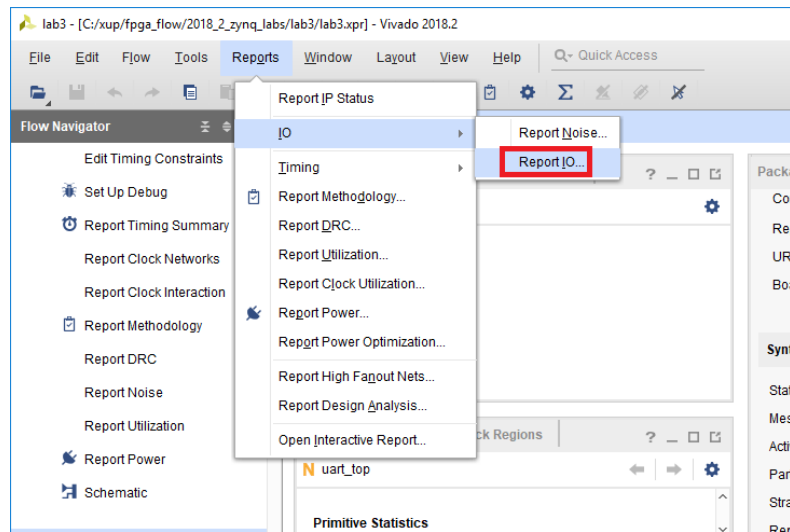 lab3 - [C:/xup/fpga_flow/2018_2_zynq_labs/lab3/lab3.xpr] - Vivado 2018.2
File Edit Flow Tools Reports Window Layout View Help Quick Access
Flow Navigator
Edit Timing Constraints
Set Up Debug
Report Timing Summary
Report Clock Networks
Report Clock Interaction
Report Methodology
Report DRC
Report Noise
Report Utilization
Report Power
Schematic
Report IP Status
IO
Timing
Report Methodology...
Report DRC...
Report Utilization...
Report Clock Utilization...
Report Power...
Report Power Optimization...
Report High Fanout Nets...
Report Design Analysis...
Open Interactive Report...
Report Noise...
Report IO...
ck Regions
N uart_top
Primitive Statistics
Pack
Co
Re
UR
Bo
Syn
Stat
Mes
Acti
Par
Stra
Rep